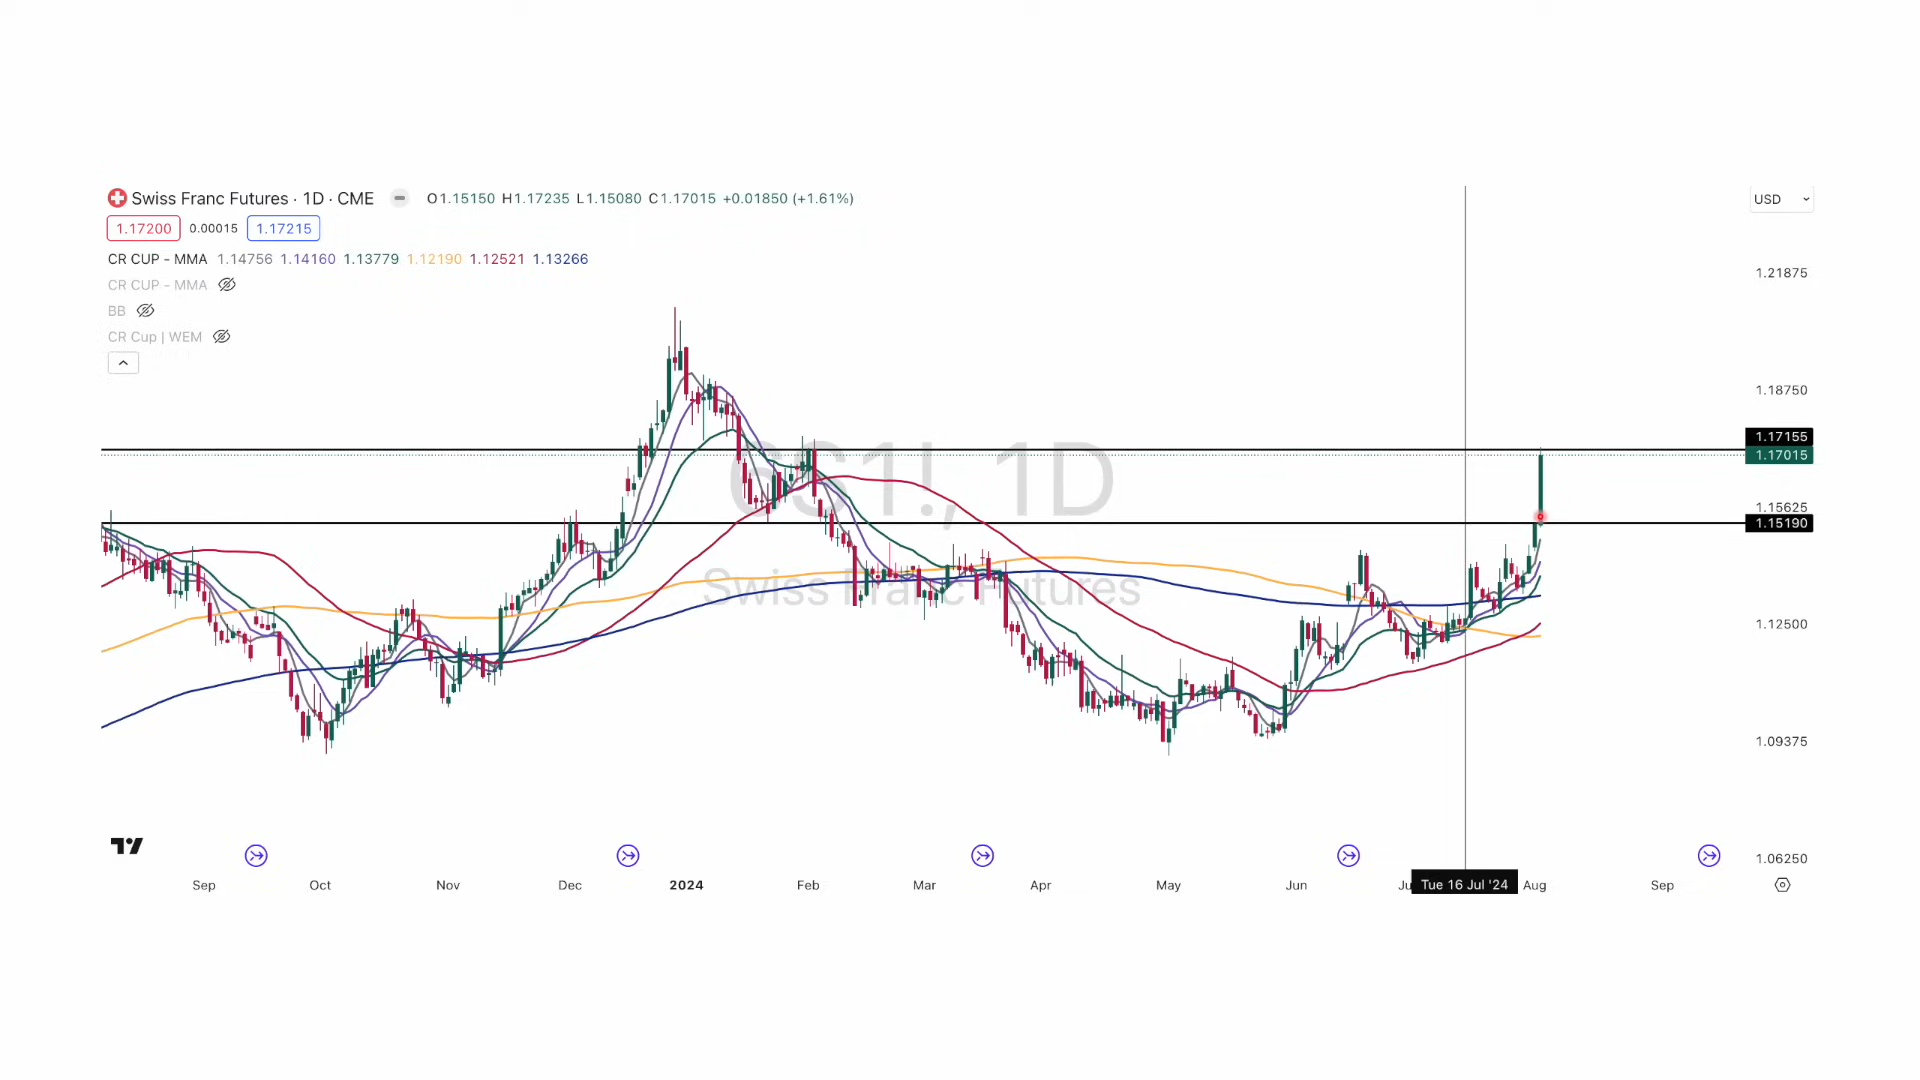 Swiss Franc Futures · 1D · CME O1.15150 H1.17235 L1.15080 C1.17015 +0.01850 (+1.61%)
USD
1.17200 0.00015 1.17215
CR CUP - MMA 1.14756 1.14160 1.13779 1.12190 1.12521 1.13266
CR CUP - MMA
BB
CR Cup | WEM
6S1!, 1D
Swiss Franc Futures
1.21875
1.18750
1.17155
1.17015
1.15625
1.15190
1.12500
1.09375
1.06250
Sep Oct Nov Dec 2024 Feb Mar Apr May Jun Ju Tue 16 Jul '24 Aug Sep